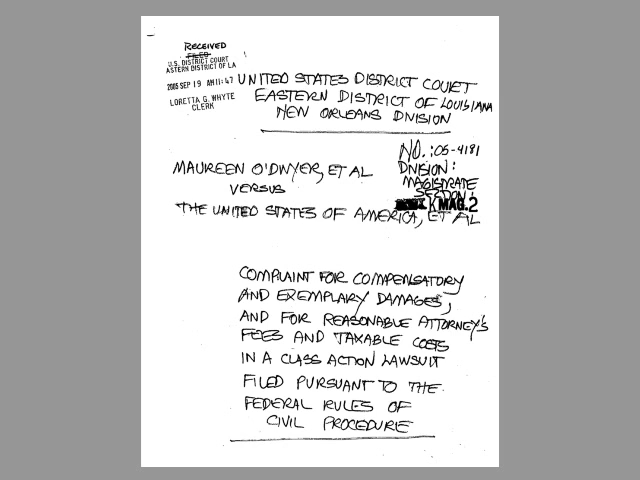 RECEIVED
FILED
U.S. DISTRICT COURT
ASTERN DISTRICT OF LA
2005 SEP 19 AM 11:47
LORETTA G. WHYTE
CLERK
UNITED STATES DISTRICT COURT
EASTERN DISTRICT OF LOUISIANA
NEW ORLEANS DIVISION
NO.: 05-4181
DIVISION:
MAGISTRATE
SECTION:
K MAG. 2
MAUREEN O'DWYER, ET AL
VERSUS
THE UNITED STATES OF AMERICA, ET AL
COMPLAINT FOR COMPENSATORY
AND EXEMPLARY DAMAGES,
AND FOR REASONABLE ATTORNEY'S
FEES AND TAXABLE COSTS
IN A CLASS ACTION LAWSUIT
FILED PURSUANT TO THE
FEDERAL RULES OF
CIVIL PROCEDURE